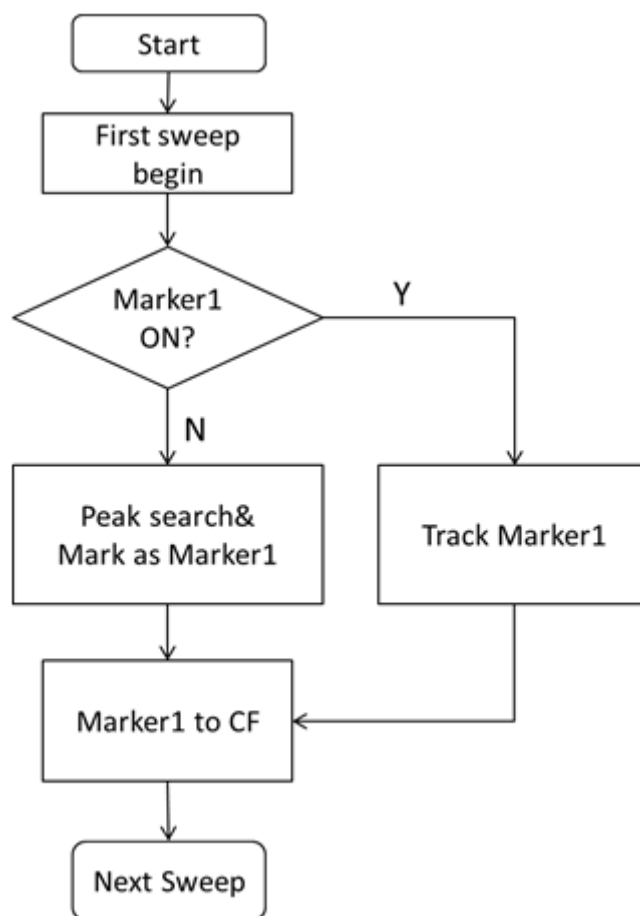 Start
First sweep
begin
Marker1
ON?
Y
N
Peak search&
Mark as Marker1
Track Marker1
Marker1 to CF
Next Sweep